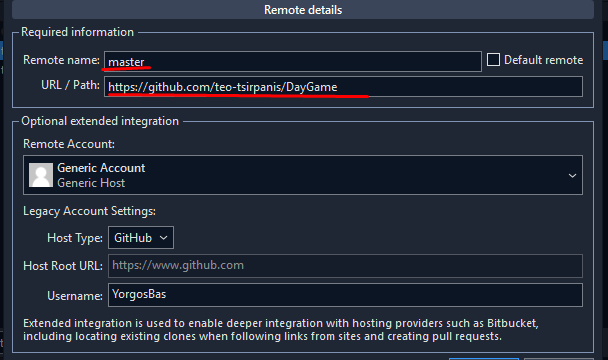 Remote details
Required information
Remote name: master Default remote
URL / Path: https://github.com/teo-tsirpanis/DayGame
Optional extended integration
Remote Account:
Generic Account
Generic Host
Legacy Account Settings:
Host Type: GitHub
Host Root URL: https://www.github.com
Username: YorgosBas
Extended integration is used to enable deeper integration with hosting providers such as Bitbucket,
including locating existing clones when following links from sites and creating pull requests.